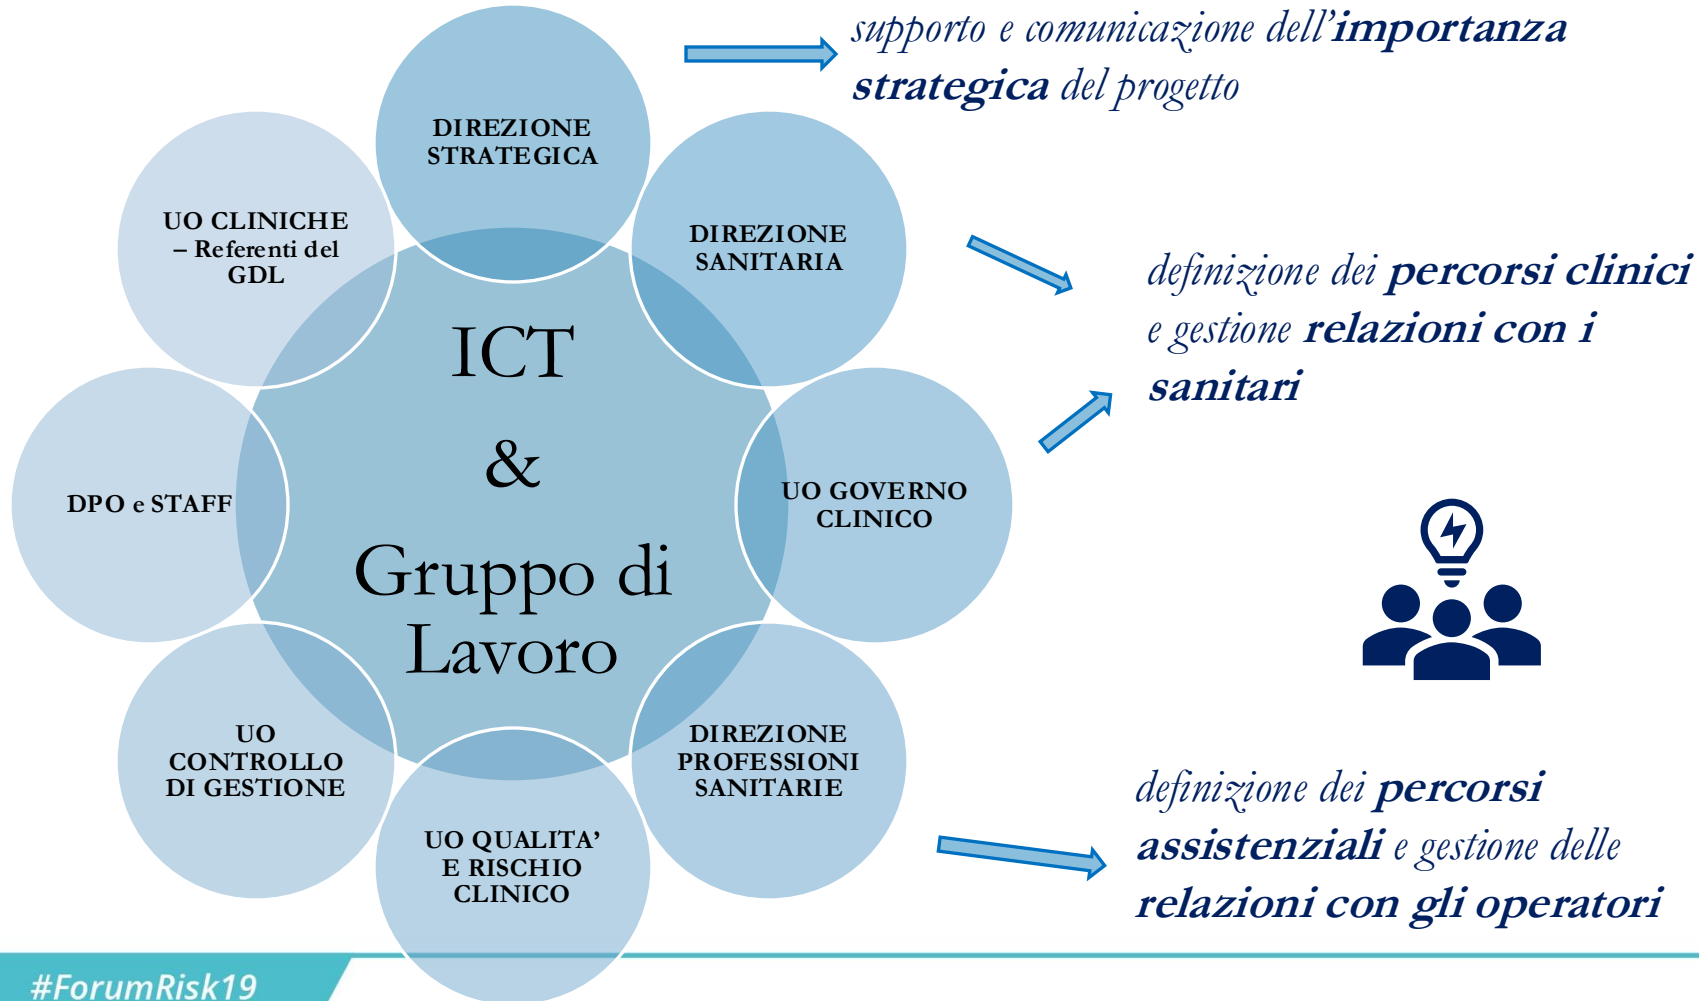 supporto e comunicazione dell'importanza
strategica del progetto
DIREZIONE
STRATEGICA
UO CLINICHE
– Referenti del
GDL
DIREZIONE
SANITARIA
definizione dei percorsi clinici
e gestione relazioni con i
sanitari
ICT
&
Gruppo di
Lavoro
DPO e STAFF
UO GOVERNO
CLINICO
UO
CONTROLLO
DI GESTIONE
DIREZIONE
PROFESSIONI
SANITARIE
UO QUALITA’
E RISCHIO
CLINICO
definizione dei percorsi
assistenziali e gestione delle
relazioni con gli operatori
#ForumRisk19